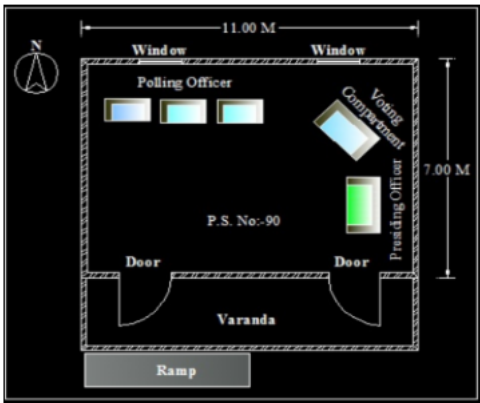 11.00 M
N
Window
Window
Polling Officer
Voting
Compartment
7.00 M
Presiding Officer
P.S. No:-90
Door
Door
Varanda
Ramp